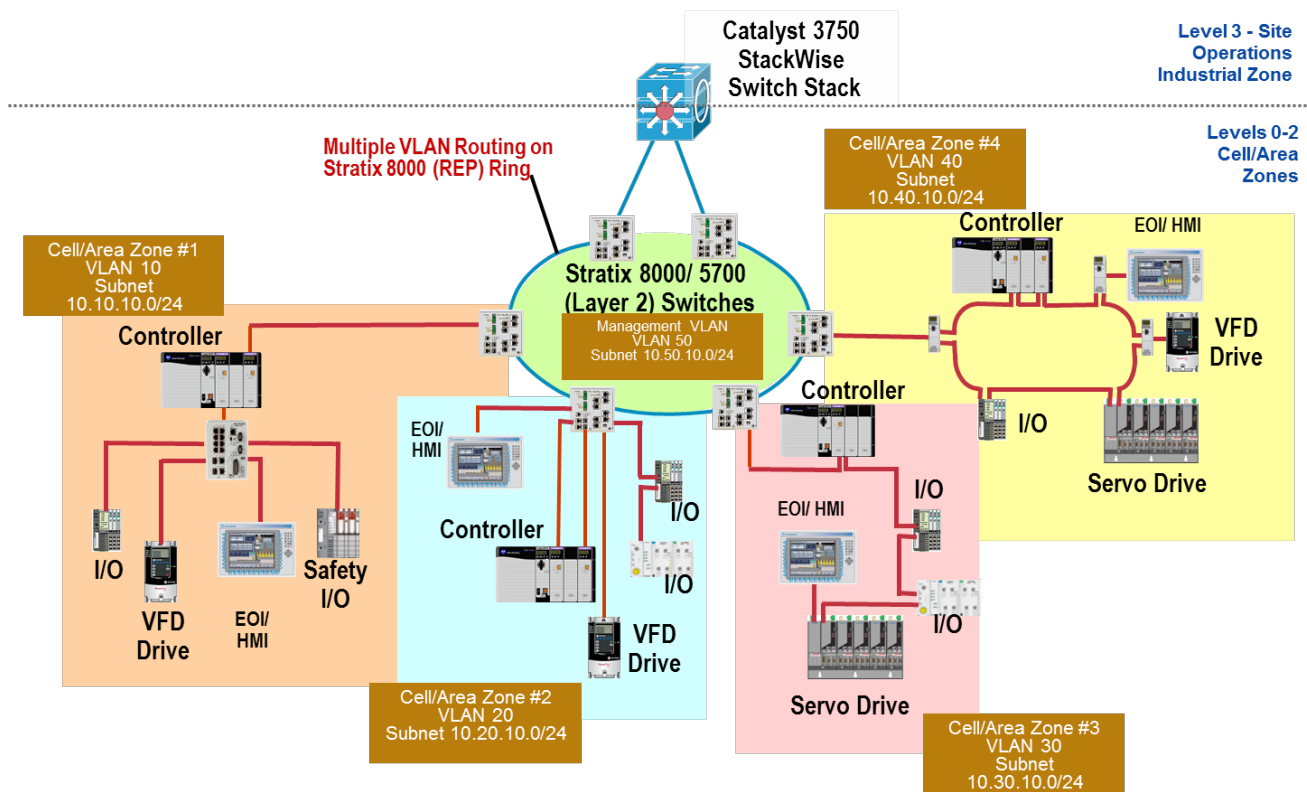 Catalyst 3750
StackWise
Switch Stack
Level 3 - Site
Operations
Industrial Zone
Levels 0-2
Cell/Area
Zones
Multiple VLAN Routing on
Stratix 8000 (REP) Ring
Cell/Area Zone #4
VLAN 40
Subnet
10.40.10.0/24
Cell/Area Zone #1
VLAN 10
Subnet
10.10.10.0/24
Stratix 8000/ 5700
(Layer 2) Switches
Management VLAN
VLAN 50
Subnet 10.50.10.0/24
Controller
EOI/ HMI
VFD
Drive
I/O
Servo Drive
Controller
I/O
VFD
Drive
EOI/
HMI
Safety
I/O
EOI/
HMI
Controller
I/O
I/O
VFD
Drive
Controller
I/O
EOI/ HMI
I/O
Servo Drive
Cell/Area Zone #2
VLAN 20
Subnet 10.20.10.0/24
Cell/Area Zone #3
VLAN 30
Subnet
10.30.10.0/24